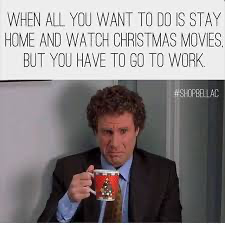 WHEN ALL YOU WANT TO DO IS STAY
HOME AND WATCH CHRISTMAS MOVIES,
BUT YOU HAVE TO GO TO WORK.
#SHOPBELLAC